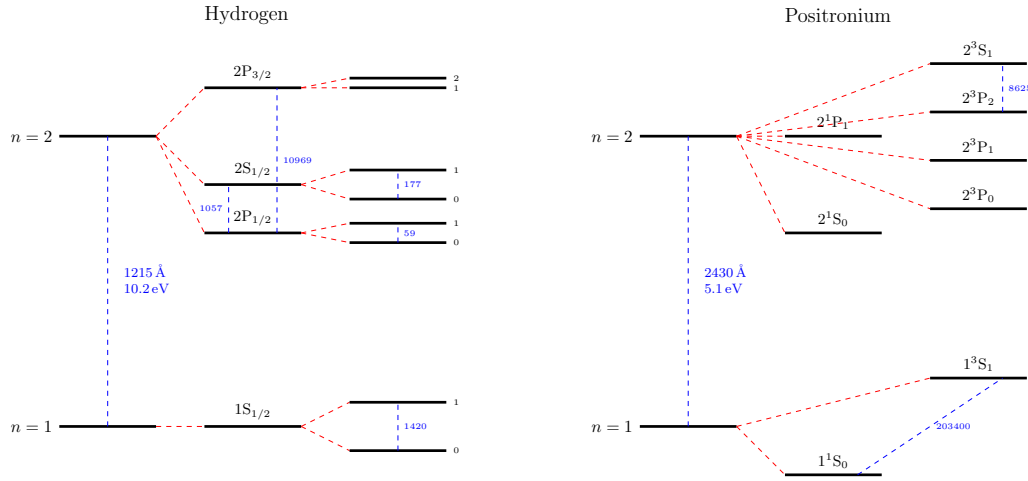 Hydrogen
2P3/2
2
1
n = 2
10969
2S1/2
1
177
0
1057
2P1/2
1
59
0
1215 Å
10.2 eV
1S1/2
1
n = 1
1420
0
Positronium
2³S₁
8625
2³P₂
n = 2
2¹P₁
2³P₁
2³P₀
2¹S₀
2430 Å
5.1 eV
1³S₁
n = 1
203400
1¹S₀